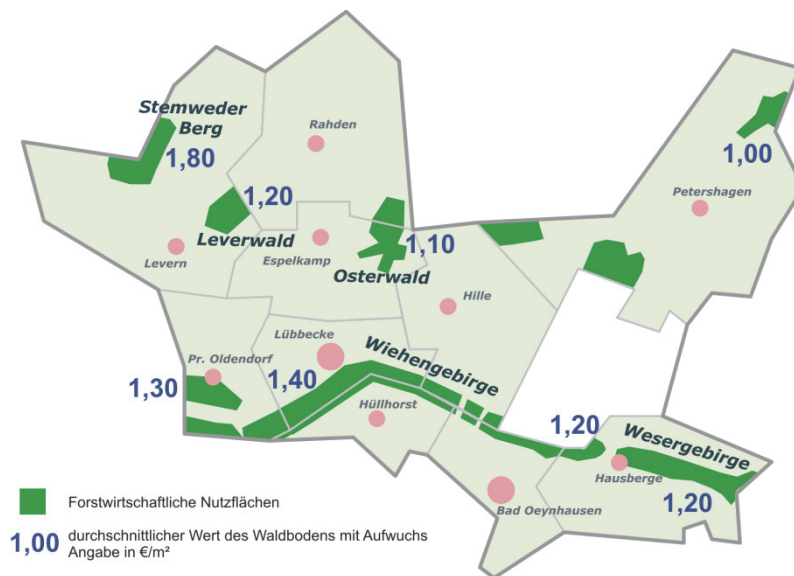 Stemweder
Berg
1,80
Rahden
1,00
1,20
Petershagen
Leverwald
Levern
Espelkamp
1,10
Osterwald
Hille
Lübbecke
Pr. Oldendorf
1,30
1,40
Wiehengebirge
Hüllhorst
1,20
Wesergebirge
Hausberge
1,20
Bad Oeynhausen
Forstwirtschaftliche Nutzflächen
1,00 durchschnittlicher Wert des Waldbodens mit Aufwuchs
Angabe in €/m²